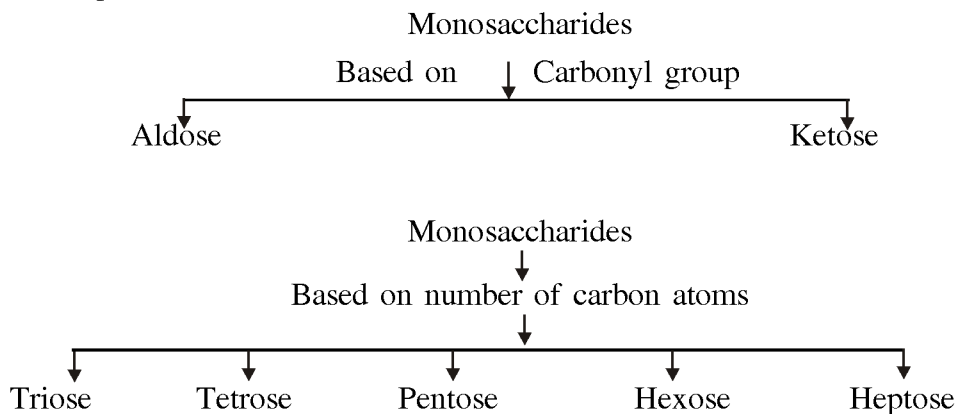 Monosaccharides
Based on Carbonyl group
Aldose Ketose
Monosaccharides
Based on number of carbon atoms
Triose Tetrose Pentose Hexose Heptose